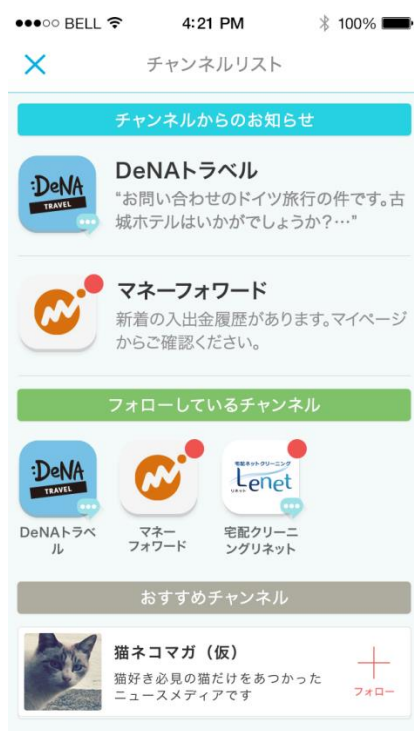 BELL 4:21 PM 100%
チャンネルリスト
チャンネルからのお知らせ
:DeNA
TRAVEL
DeNAトラベル
"お問い合わせのドイツ旅行の件です。古
城ホテルはいかがでしょうか?…"
マネーフォワード
新着の入出金履歴があります。マイページ
からご確認ください。
フォローしているチャンネル
:DeNA
TRAVEL
宅配ネットクリーニング
Lenet
リネット
DeNAトラベ
ル
マネー
フォワード
宅配クリーニ
ングリネット
おすすめチャンネル
猫ネコマガ（仮）
猫好き必見の猫だけをあつかった
ニュースメディアです
フォロー